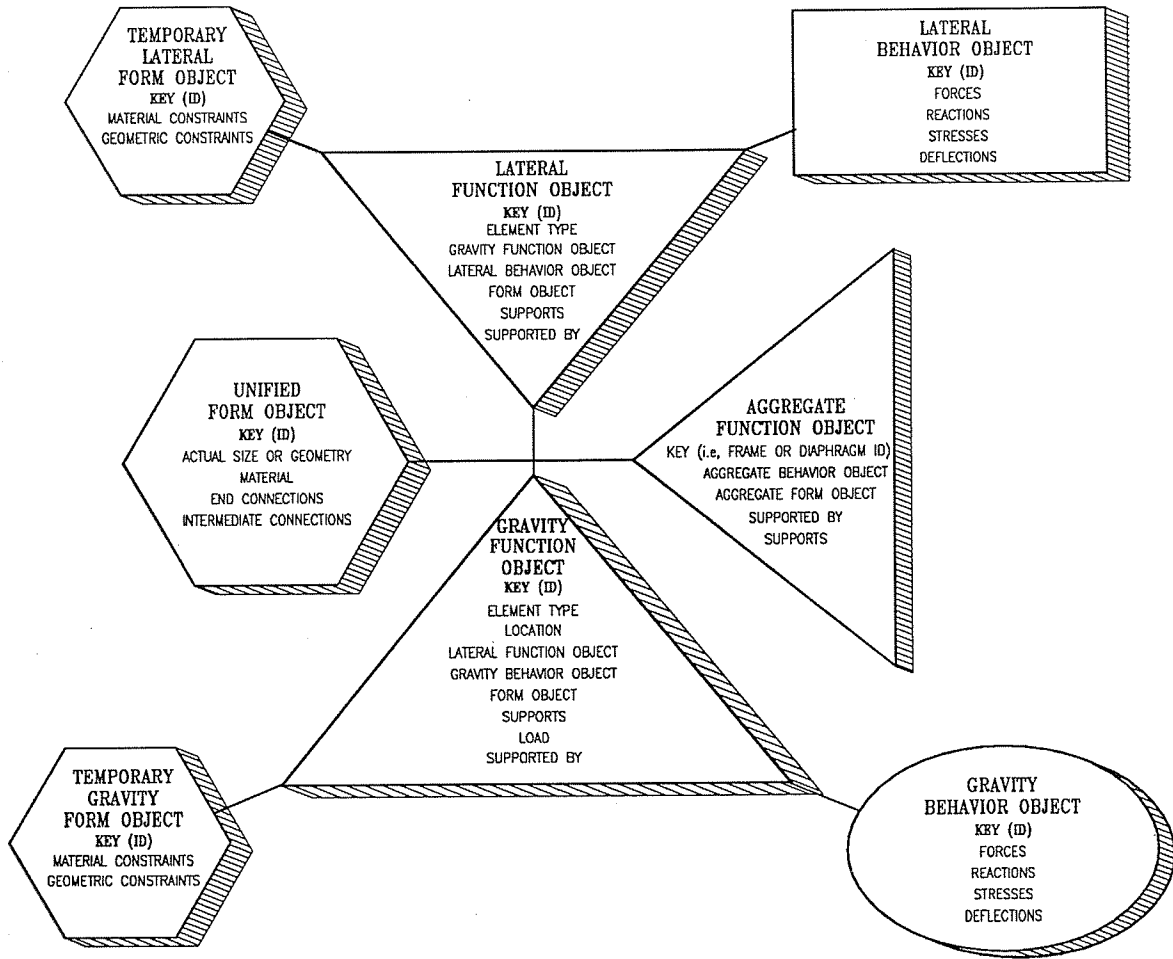 TEMPORARY
LATERAL
FORM OBJECT
KEY (ID)
MATERIAL CONSTRAINTS
GEOMETRIC CONSTRAINTS
LATERAL
BEHAVIOR OBJECT
KEY (ID)
FORCES
REACTIONS
STRESSES
DEFLECTIONS
LATERAL
FUNCTION OBJECT
KEY (ID)
ELEMENT TYPE
GRAVITY FUNCTION OBJECT
LATERAL BEHAVIOR OBJECT
FORM OBJECT
SUPPORTS
SUPPORTED BY
UNIFIED
FORM OBJECT
KEY (ID)
ACTUAL SIZE OR GEOMETRY
MATERIAL
END CONNECTIONS
INTERMEDIATE CONNECTIONS
AGGREGATE
FUNCTION OBJECT
KEY (i.e, FRAME OR DIAPHRAGM ID)
AGGREGATE BEHAVIOR OBJECT
AGGREGATE FORM OBJECT
SUPPORTED BY
SUPPORTS
GRAVITY
FUNCTION
OBJECT
KEY (ID)
ELEMENT TYPE
LOCATION
LATERAL FUNCTION OBJECT
GRAVITY BEHAVIOR OBJECT
FORM OBJECT
SUPPORTS
LOAD
SUPPORTED BY
TEMPORARY
GRAVITY
FORM OBJECT
KEY (ID)
MATERIAL CONSTRAINTS
GEOMETRIC CONSTRAINTS
GRAVITY
BEHAVIOR OBJECT
KEY (ID)
FORCES
REACTIONS
STRESSES
DEFLECTIONS